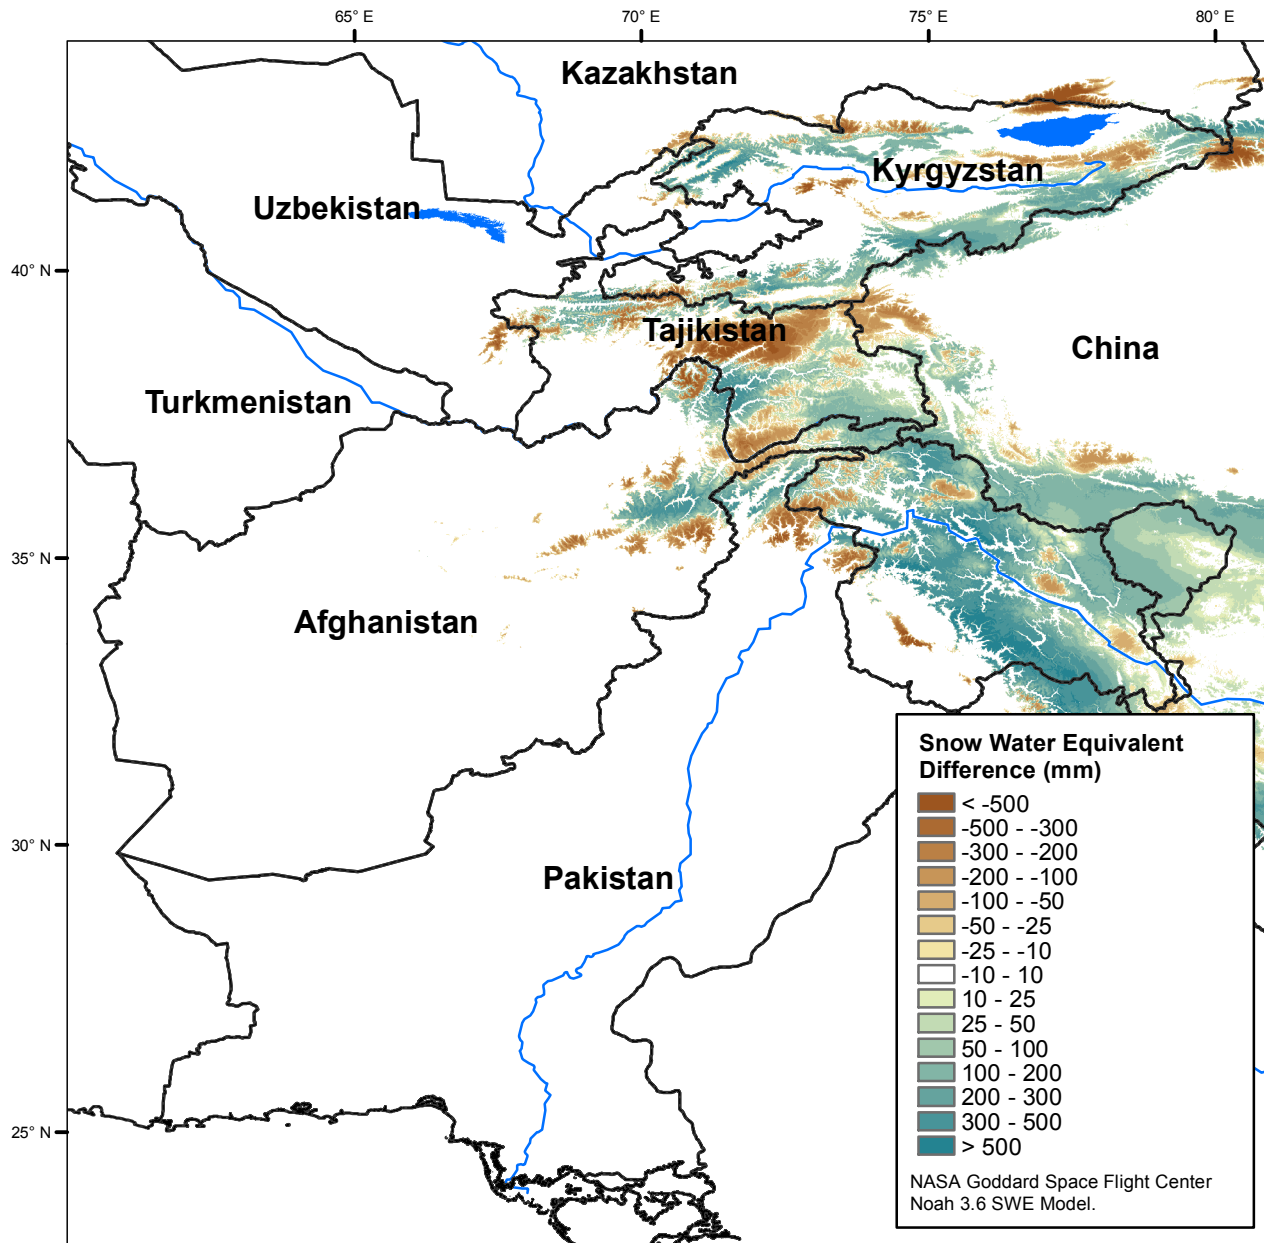 65° E
70° E
75° E
80° E
Kazakhstan
Kyrgyzstan
Uzbekistan
40° N
Tajikistan
China
Turkmenistan
35° N
Afghanistan
Snow Water Equivalent
Difference (mm)
< -500
-500 - -300
-300 - -200
-200 - -100
-100 - -50
-50 - -25
-25 - -10
-10 - 10
10 - 25
25 - 50
50 - 100
100 - 200
200 - 300
300 - 500
> 500
30° N
Pakistan
25° N
NASA Goddard Space Flight Center
Noah 3.6 SWE Model.